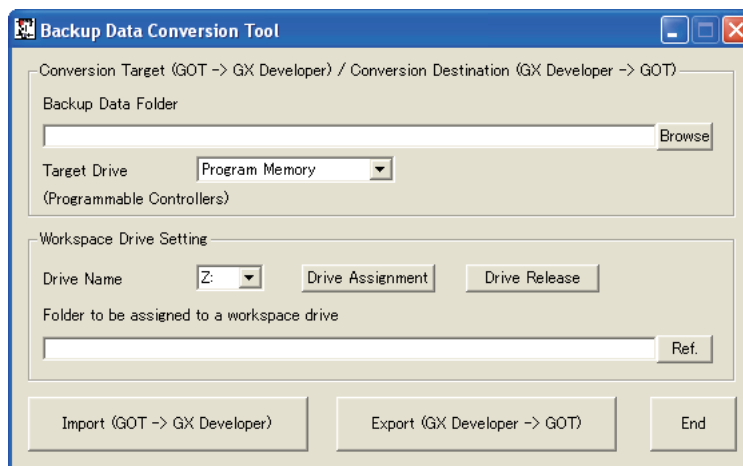 Backup Data Conversion Tool
Conversion Target (GOT -> GX Developer) / Conversion Destination (GX Developer -> GOT)
Backup Data Folder
Browse
Target Drive Program Memory
(Programmable Controllers)
Workspace Drive Setting
Drive Name Z: Drive Assignment Drive Release
Folder to be assigned to a workspace drive
Ref.
Import (GOT -> GX Developer) Export (GX Developer -> GOT) End